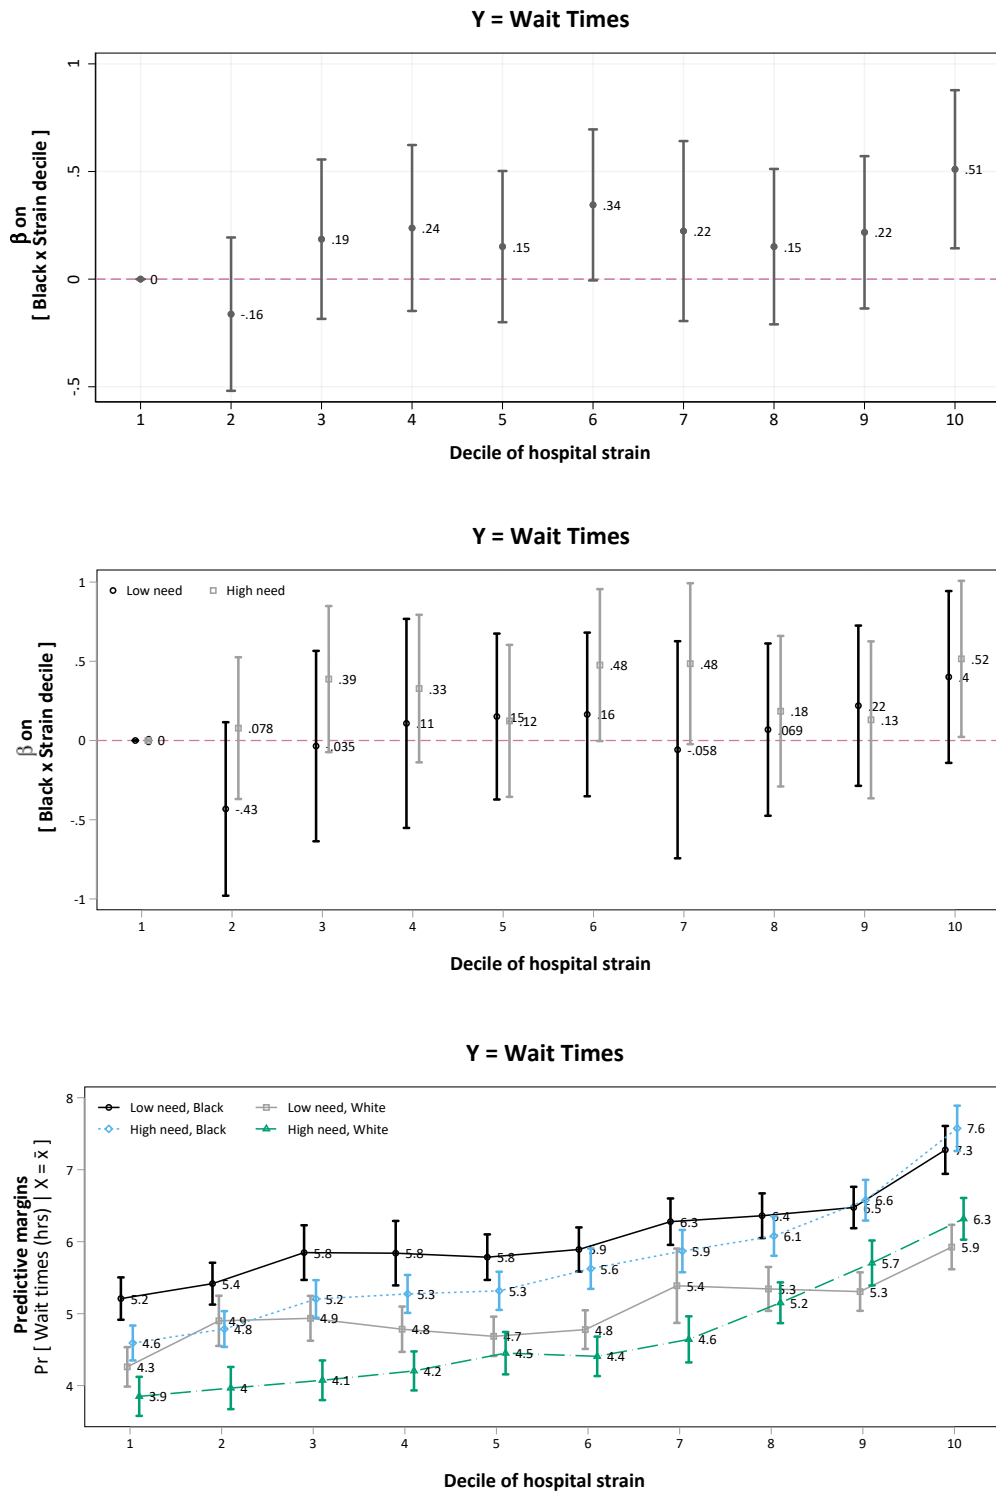 Y = Wait Times
1
.5
0
-.5
β on
[ Black x Strain decile ]
0
-.16
.19
.24
.15
.34
.22
.15
.22
.51
1 2 3 4 5 6 7 8 9 10
Decile of hospital strain
Y = Wait Times
Low need High need
1
.5
0
-.5
-1
β on
[ Black x Strain decile ]
0 0
-.43 .078
-.035 .39
.11 .33
.15 .12
.16 .48
-.058 .48
.069 .18
.22 .13
.4 .52
1 2 3 4 5 6 7 8 9 10
Decile of hospital strain
Y = Wait Times
Low need, Black Low need, White
High need, Black High need, White
8
7
6
5
4
Predictive margins
Pr [ Wait times (hrs) | X = x̄ ]
5.2 5.4 5.8 5.8 5.8 5.9 6.3 6.4 6.5 7.3
4.6 4.8 5.2 5.3 5.3 5.6 5.9 6.1 6.6 7.6
4.3 4.9 4.9 4.8 4.7 4.8 5.4 5.3 5.3 5.9
3.9 4 4.1 4.2 4.5 4.4 4.6 5.2 5.7 6.3
1 2 3 4 5 6 7 8 9 10
Decile of hospital strain